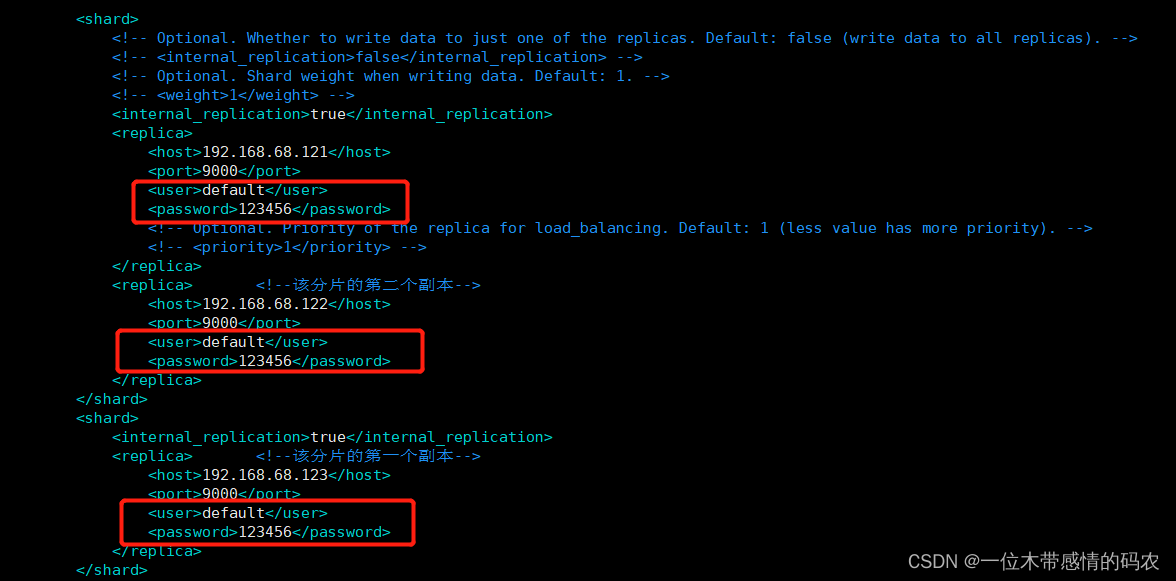 <shard>
<!-- Optional. Whether to write data to just one of the replicas. Default: false (write data to all replicas). -->
<!-- <internal_replication>false</internal_replication> -->
<!-- Optional. Shard weight when writing data. Default: 1. -->
<!-- <weight>1</weight> -->
<internal_replication>true</internal_replication>
<replica>
<host>192.168.68.121</host>
<port>9000</port>
<user>default</user>
<password>123456</password>
<!-- Optional. Priority of the replica for load_balancing. Default: 1 (less value has more priority). -->
<!-- <priority>1</priority> -->
</replica>
<replica> <!--该分片的第二个副本-->
<host>192.168.68.122</host>
<port>9000</port>
<user>default</user>
<password>123456</password>
</replica>
</shard>
<shard>
<internal_replication>true</internal_replication>
<replica> <!--该分片的第一个副本-->
<host>192.168.68.123</host>
<port>9000</port>
<user>default</user>
<password>123456</password>
</replica>
</shard>
CSDN @一位木带感情的码农